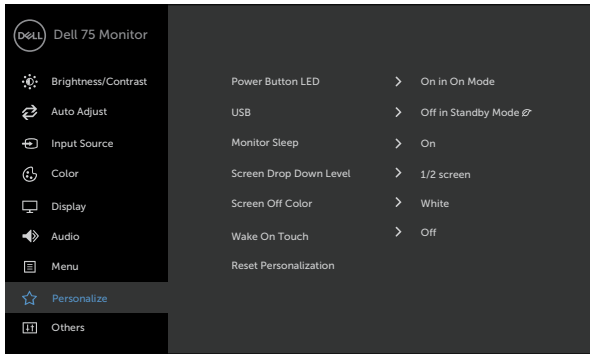 DELL Dell 75 Monitor
Brightness/Contrast Power Button LED > On in On Mode
Auto Adjust USB > Off in Standby Mode
Input Source Monitor Sleep > On
Color Screen Drop Down Level > 1/2 screen
Display Screen Off Color > White
Audio Wake On Touch > Off
Menu Reset Personalization
Personalize
Others